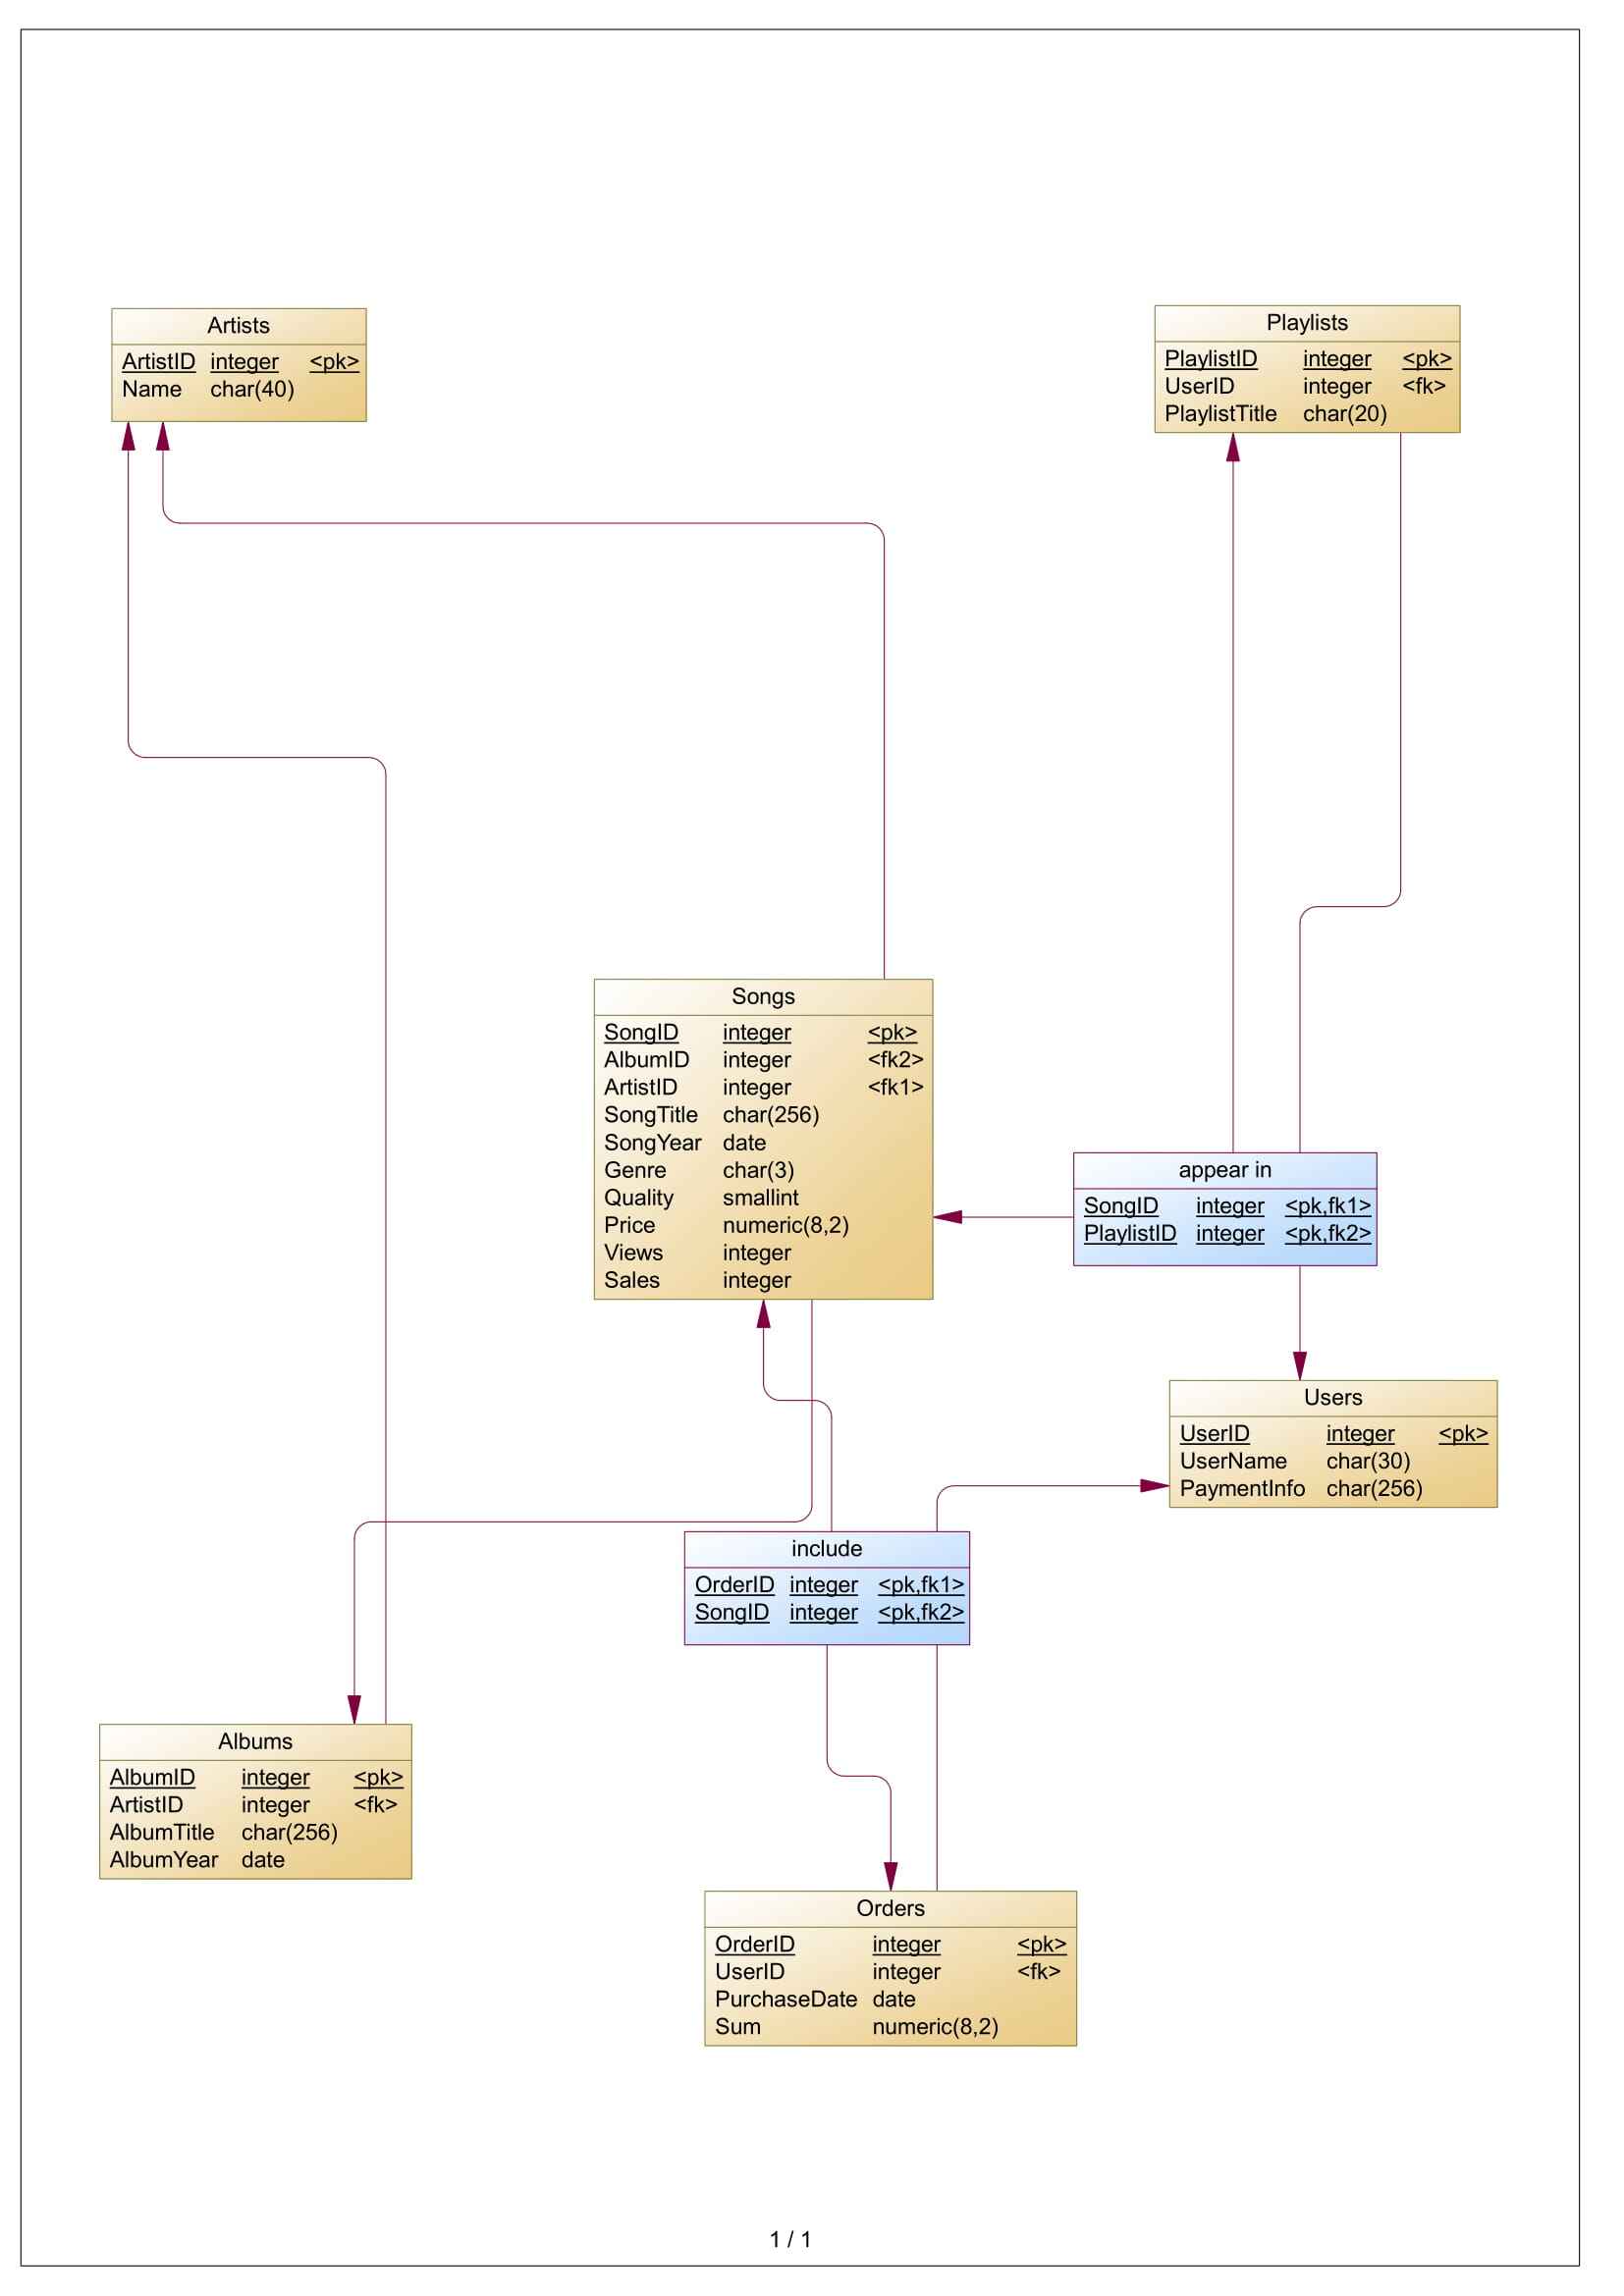 Artists
ArtistID integer <pk>
Name char(40)
Playlists
PlaylistID integer <pk>
UserID integer <fk>
PlaylistTitle char(20)
Songs
SongID integer <pk>
AlbumID integer <fk2>
ArtistID integer <fk1>
SongTitle char(256)
SongYear date
Genre char(3)
Quality smallint
Price numeric(8,2)
Views integer
Sales integer
appear in
SongID integer <pk,fk1>
PlaylistID integer <pk,fk2>
Users
UserID integer <pk>
UserName char(30)
PaymentInfo char(256)
include
OrderID integer <pk,fk1>
SongID integer <pk,fk2>
Albums
AlbumID integer <pk>
ArtistID integer <fk>
AlbumTitle char(256)
AlbumYear date
Orders
OrderID integer <pk>
UserID integer <fk>
PurchaseDate date
Sum numeric(8,2)
1 / 1